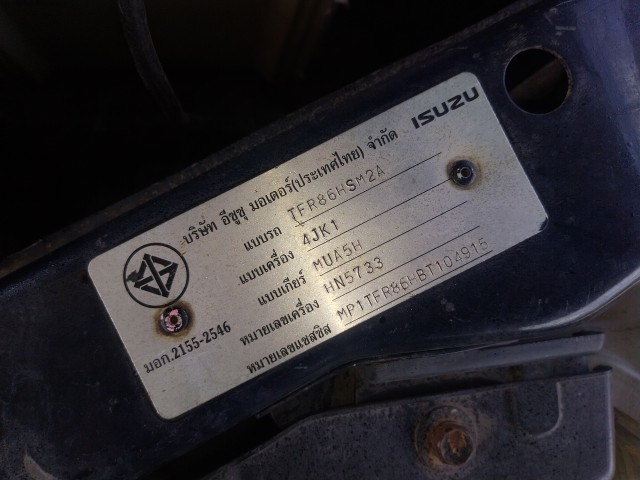 ISUZU
บริษัท อีซูซุ มอเตอร์(ประเทศไทย) จำกัด
แบบรถ TFR86HSM2A
แบบเครื่อง 4JK1
แบบเกียร์ MUA5H
หมายเลขเครื่อง HN5733
หมายเลขแชสซิส MP1TFR86HBT104915
มอก.2155-2546